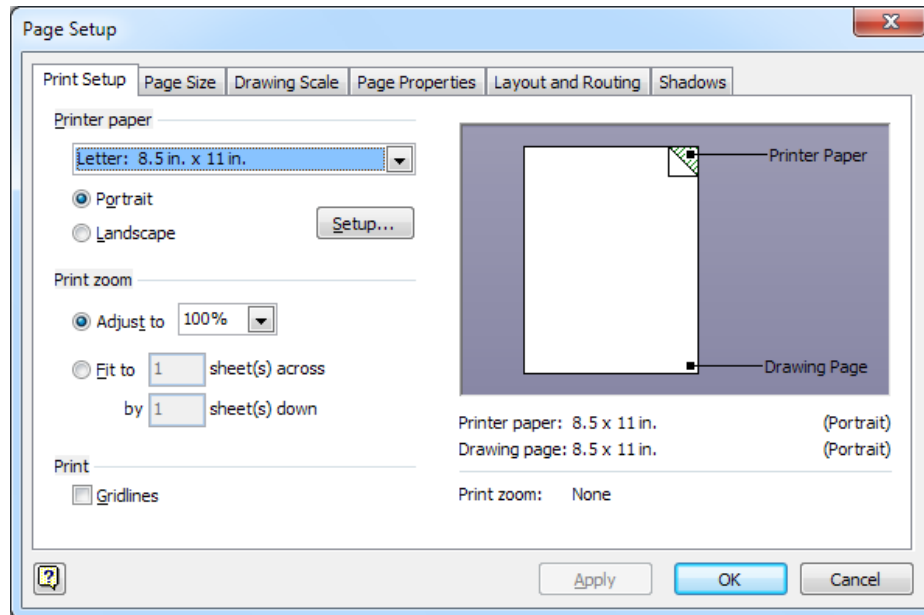 Page Setup
Print Setup
Page Size
Drawing Scale
Page Properties
Layout and Routing
Shadows
Printer paper
Letter: 8.5 in. x 11 in.
Portrait
Landscape
Setup...
Print zoom
Adjust to 100%
Fit to 1 sheet(s) across
by 1 sheet(s) down
Print
Gridlines
Printer Paper
Drawing Page
Printer paper: 8.5 x 11 in. (Portrait)
Drawing page: 8.5 x 11 in. (Portrait)
Print zoom: None
?
Apply
OK
Cancel